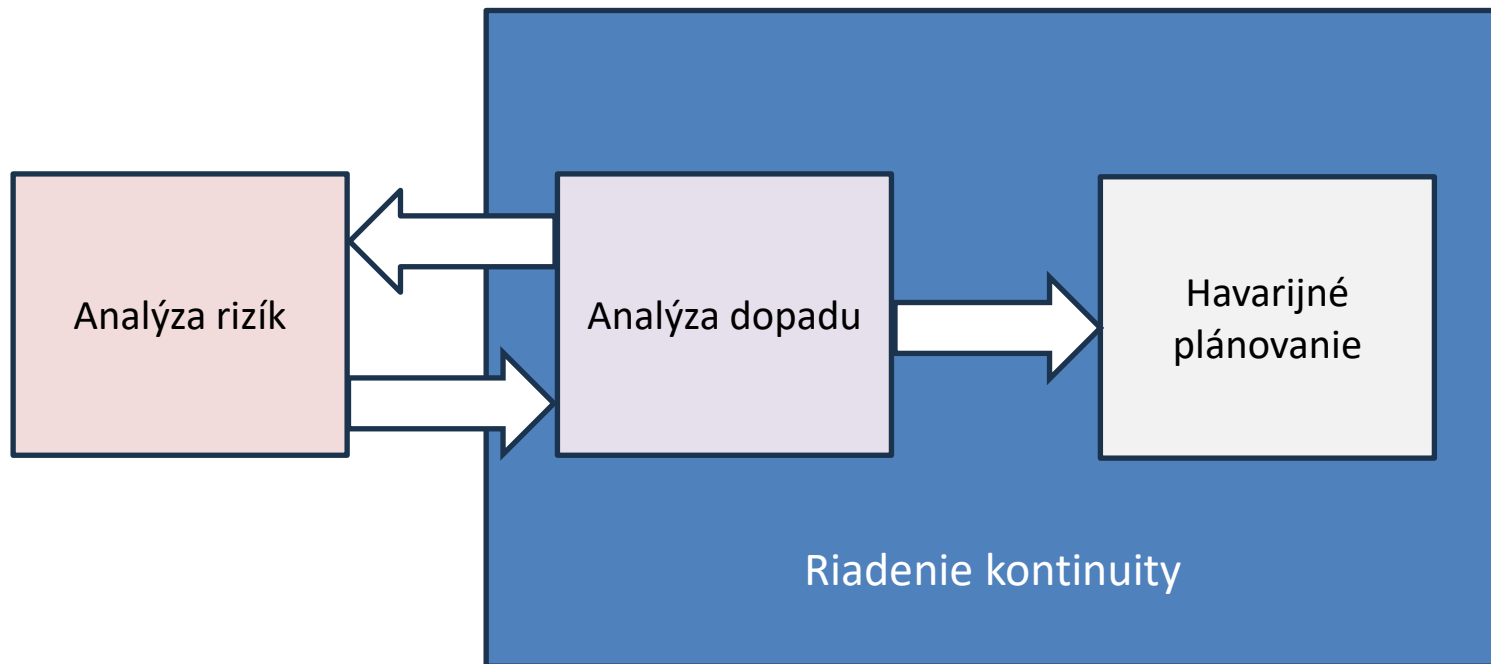 Analýza rizík
Analýza dopadu
Havarijné
plánovanie
Riadenie kontinuity